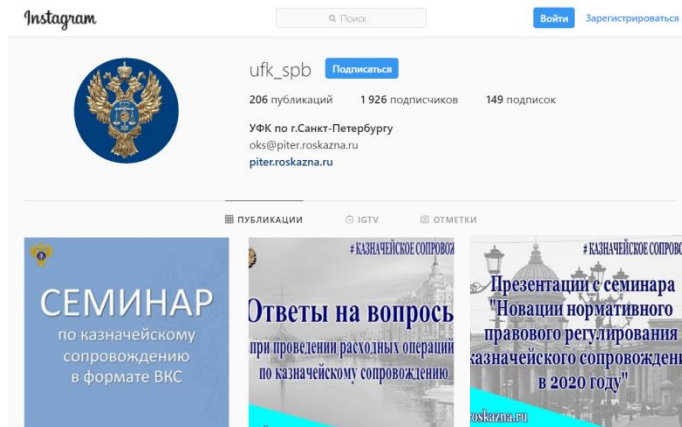 Instagram
Поиск
Войти Зарегистрироваться
ufk_spb Подписаться
206 публикаций 1 926 подписчиков 149 подписок
УФК по г.Санкт-Петербургу
oks@piter.roskazna.ru
piter.roskazna.ru
ПУБЛИКАЦИИ IGTV ОТМЕТКИ
СЕМИНАР
по казначейскому
сопровождению
в формате ВКС
# КАЗНАЧЕЙСКОЕ СОПРОВОЖ
Ответы на вопрось
при проведении расходных операций
по казначейскому сопровождению
# КАЗНАЧЕЙСКОЕ СОПРОВО
Презентации с семинара
"Новации нормативного
правового регулирования
казначейского сопровождени
в 2020 году"
roskazna.ru